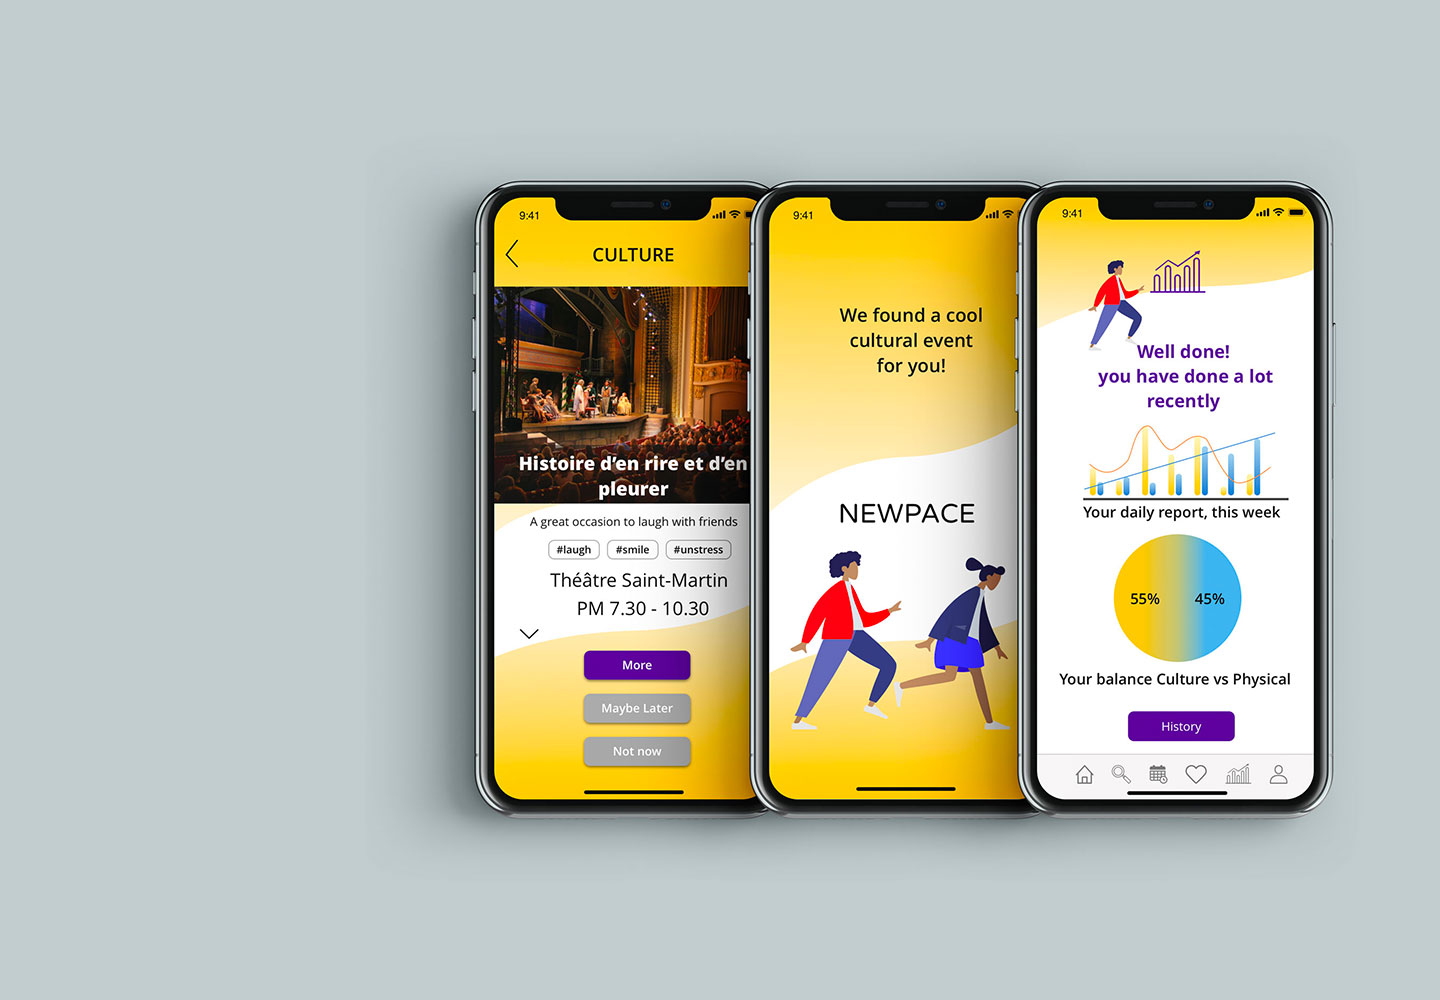 9:41
CULTURE
Histoire d'en rire et d'en
pleurer
A great occasion to laugh with friends
#laugh #smile #unstress
Théâtre Saint-Martin
PM 7.30 - 10.30
More
Maybe Later
Not now
9:41
We found a cool
cultural event
for you!
NEWPACE
9:41
Well done!
you have done a lot
recently
Your daily report, this week
55% 45%
Your balance Culture vs Physical
History